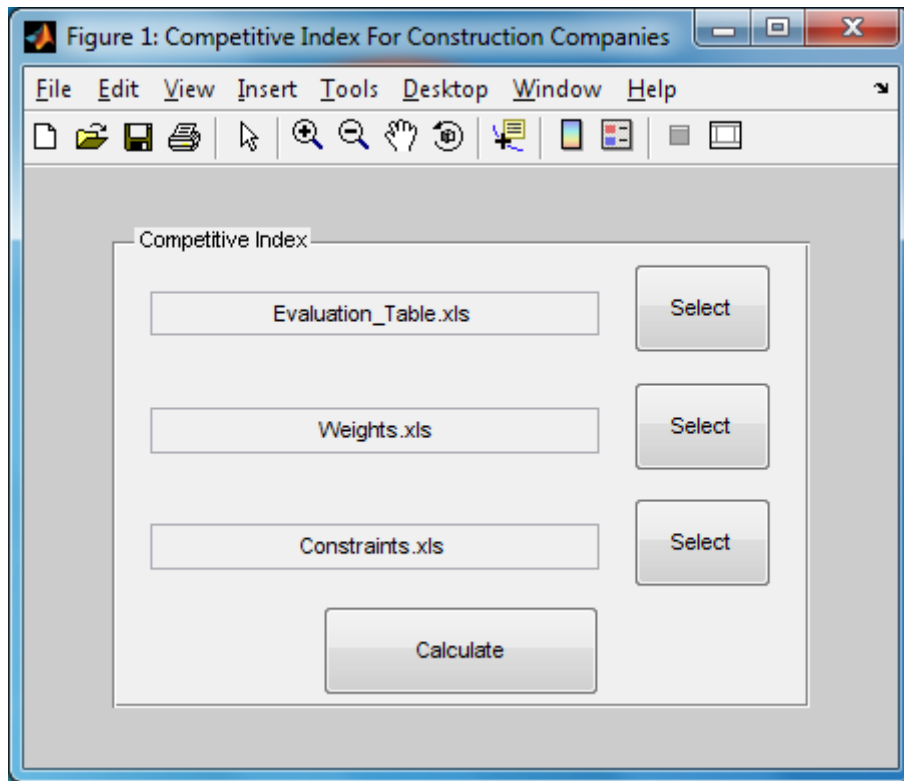 Figure 1: Competitive Index For Construction Companies
File Edit View Insert Tools Desktop Window Help
Competitive Index
Evaluation_Table.xls Select
Weights.xls Select
Constraints.xls Select
Calculate